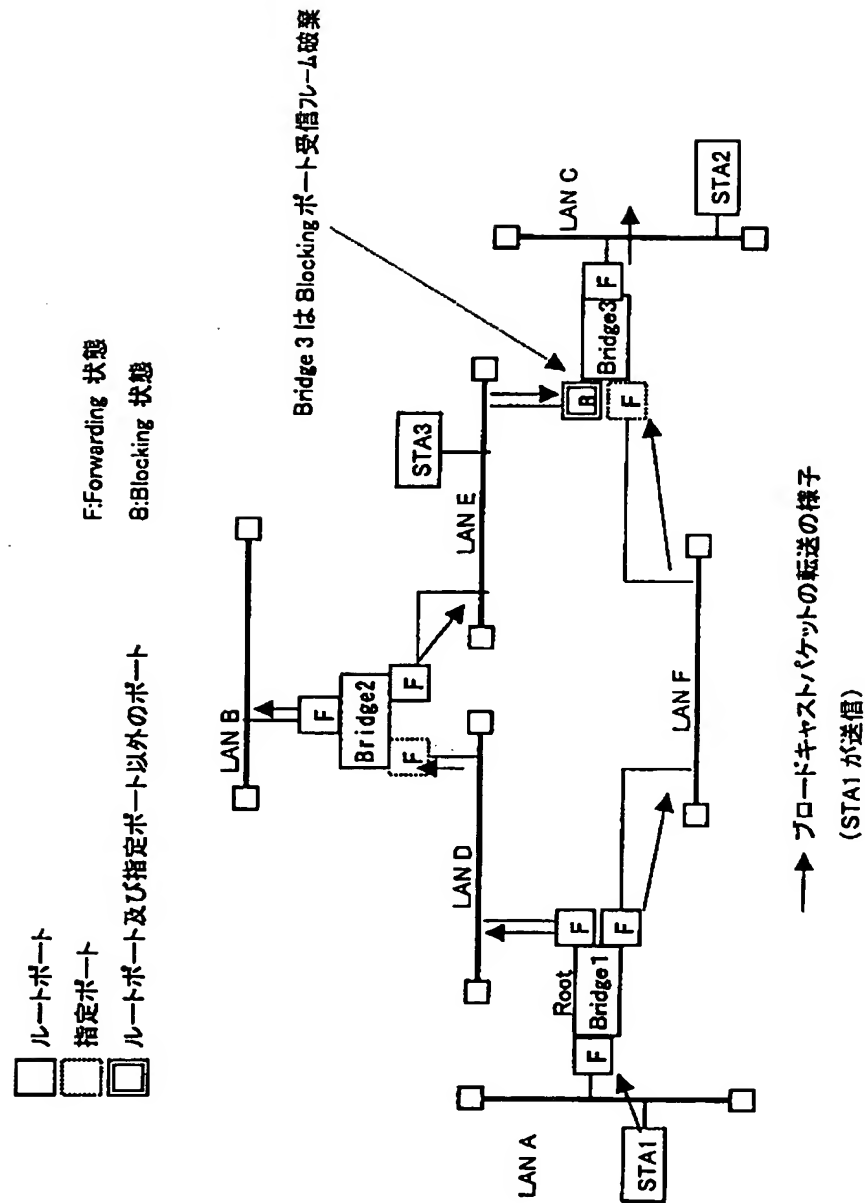 ルートポート
指定ポート
ルートポート及び指定ポート以外のポート
F:Forwarding 状態
B:Blocking 状態
Bridge 3 は Blocking ポート受信フレーム破棄
LAN B
F
Bridge2
F
F
LAN D
LAN E
STA3
B
F
Bridge3
F
LAN C
STA2
LAN A
STA1
F
Root
Bridge1
F
F
LAN F
ブロードキャストパケットの転送の様子
(STA1 が送信)